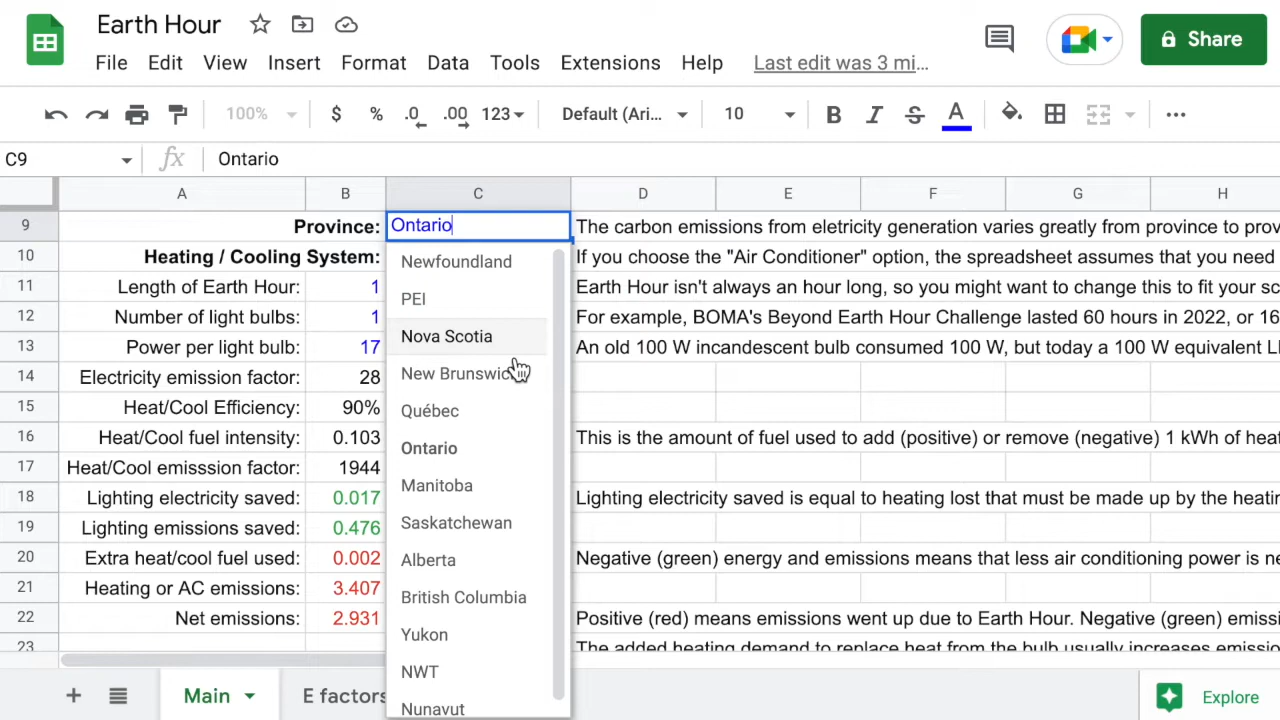 Earth Hour
File Edit View Insert Format Data Tools Extensions Help Last edit was 3 mi...
Share
100% $ % .0 .00 123 Default (Ari... 10 B I S A
C9 fx Ontario
A B C D E F G H
9 Province: Ontario The carbon emissions from eletricity generation varies greatly from province to prov
10 Heating / Cooling System: If you choose the "Air Conditioner" option, the spreadsheet assumes that you need
11 Length of Earth Hour: 1 Earth Hour isn't always an hour long, so you might want to change this to fit your sc
12 Number of light bulbs: 1 For example, BOMA's Beyond Earth Hour Challenge lasted 60 hours in 2022, or 16
13 Power per light bulb: 17 An old 100 W incandescent bulb consumed 100 W, but today a 100 W equivalent L
14 Electricity emission factor: 28
15 Heat/Cool Efficiency: 90%
16 Heat/Cool fuel intensity: 0.103 This is the amount of fuel used to add (positive) or remove (negative) 1 kWh of heat
17 Heat/Cool emisssion factor: 1944
18 Lighting electricity saved: 0.017 Lighting electricity saved is equal to heating lost that must be made up by the heatin
19 Lighting emissions saved: 0.476
20 Extra heat/cool fuel used: 0.002 Negative (green) energy and emissions means that less air conditioning power is ne
21 Heating or AC emissions: 3.407
22 Net emissions: 2.931 Positive (red) means emissions went up due to Earth Hour. Negative (green) emissi
23 The added heating demand to replace heat from the bulb usually increases emission
Newfoundland
PEI
Nova Scotia
New Brunswic
Québec
Ontario
Manitoba
Saskatchewan
Alberta
British Columbia
Yukon
NWT
Nunavut
Main E factors Explore